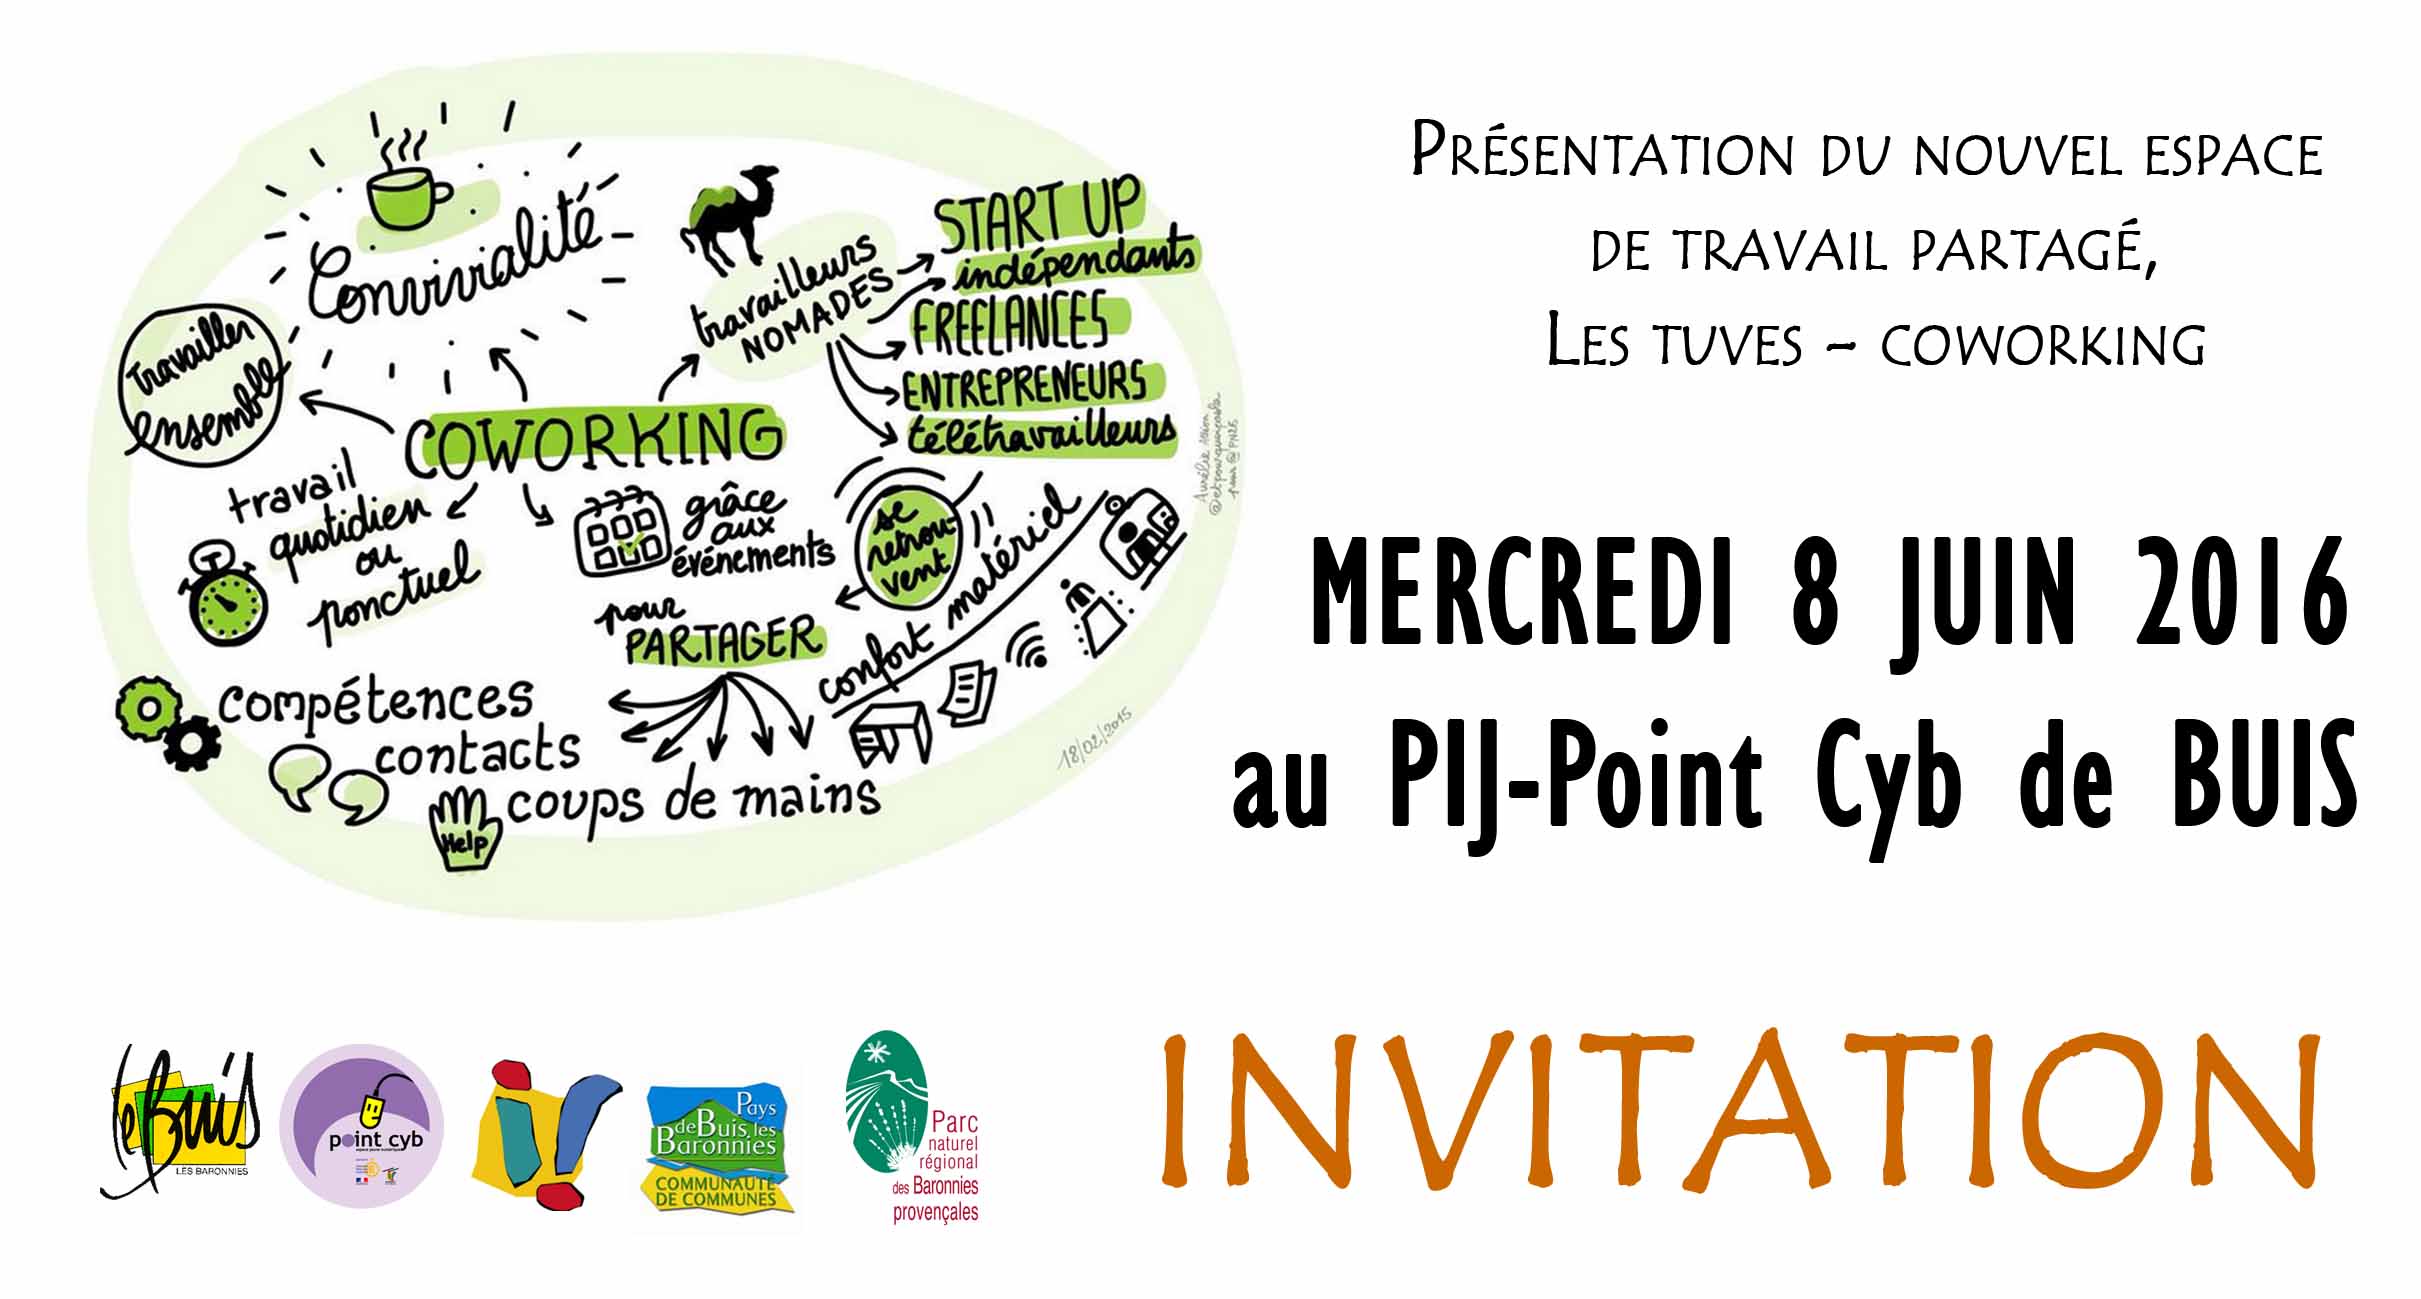 Convivialité
travailler
ensemble
travailleurs
NOMADES
START UP
indépendants
FREELANCES
ENTREPRENEURS
télétravailleurs
COWORKING
travail
quotidien
ou
ponctuel
grâce
aux
événements
se
retrou-
vent
pour
PARTAGER
confort matériel
compétences
contacts
coups de mains
Help
18/02/2015
PRÉSENTATION DU NOUVEL ESPACE
DE TRAVAIL PARTAGÉ,
LES TUVES – COWORKING
MERCREDI 8 JUIN 2016
au PIJ-Point Cyb de BUIS
le Buis
LES BARONNIES
point cyb
Pays
de Buis les
Baronnies
COMMUNAUTÉ
DE COMMUNES
Parc
naturel
régional
des Baronnies
provençales
INVITATION